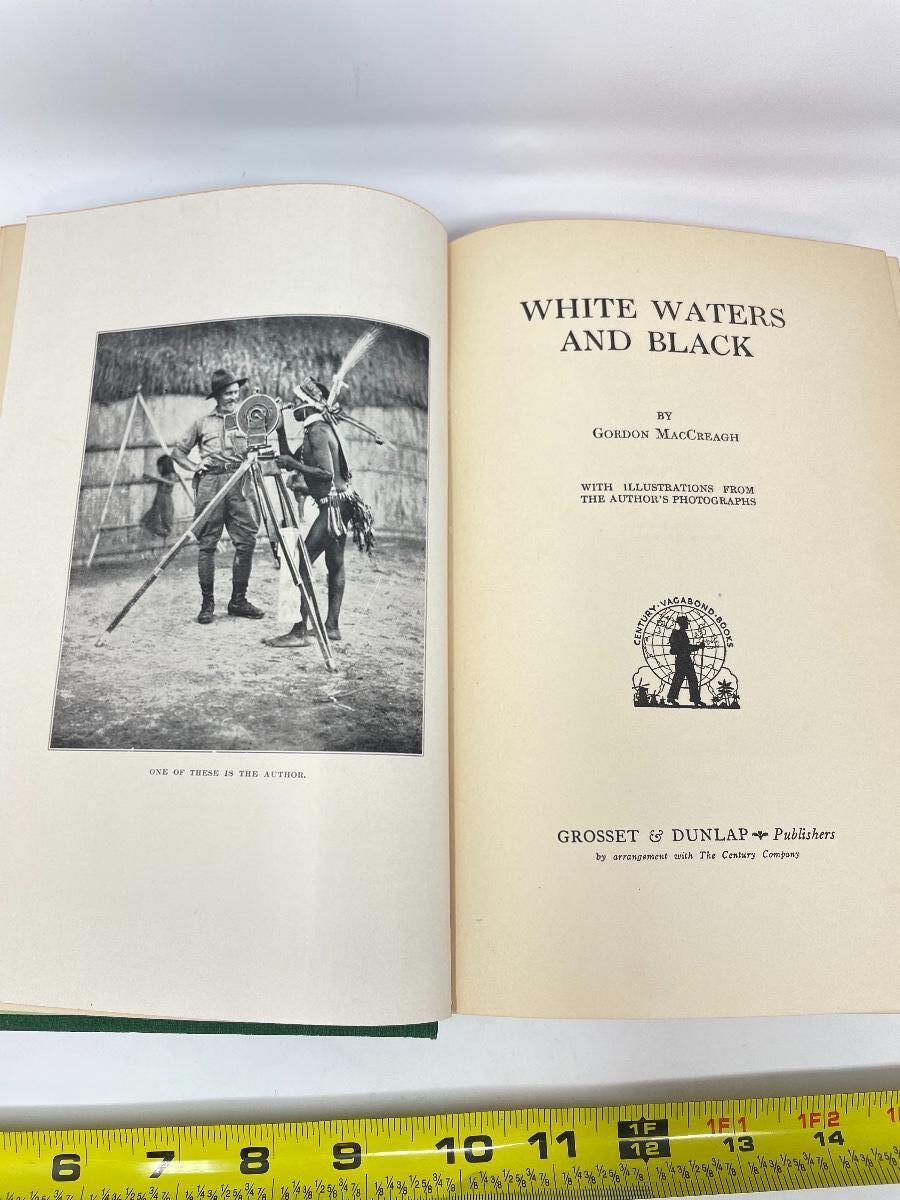 ONE OF THESE IS THE AUTHOR.
WHITE WATERS
AND BLACK
BY
GORDON MACCREAGH
WITH ILLUSTRATIONS FROM
THE AUTHOR'S PHOTOGRAPHS
CENTURY·VAGABOND·BOOKS
GROSSET & DUNLAP Publishers
by arrangement with The Century Company
6 7 8 9 10 11 1F 12 1F1 13 1F2 14